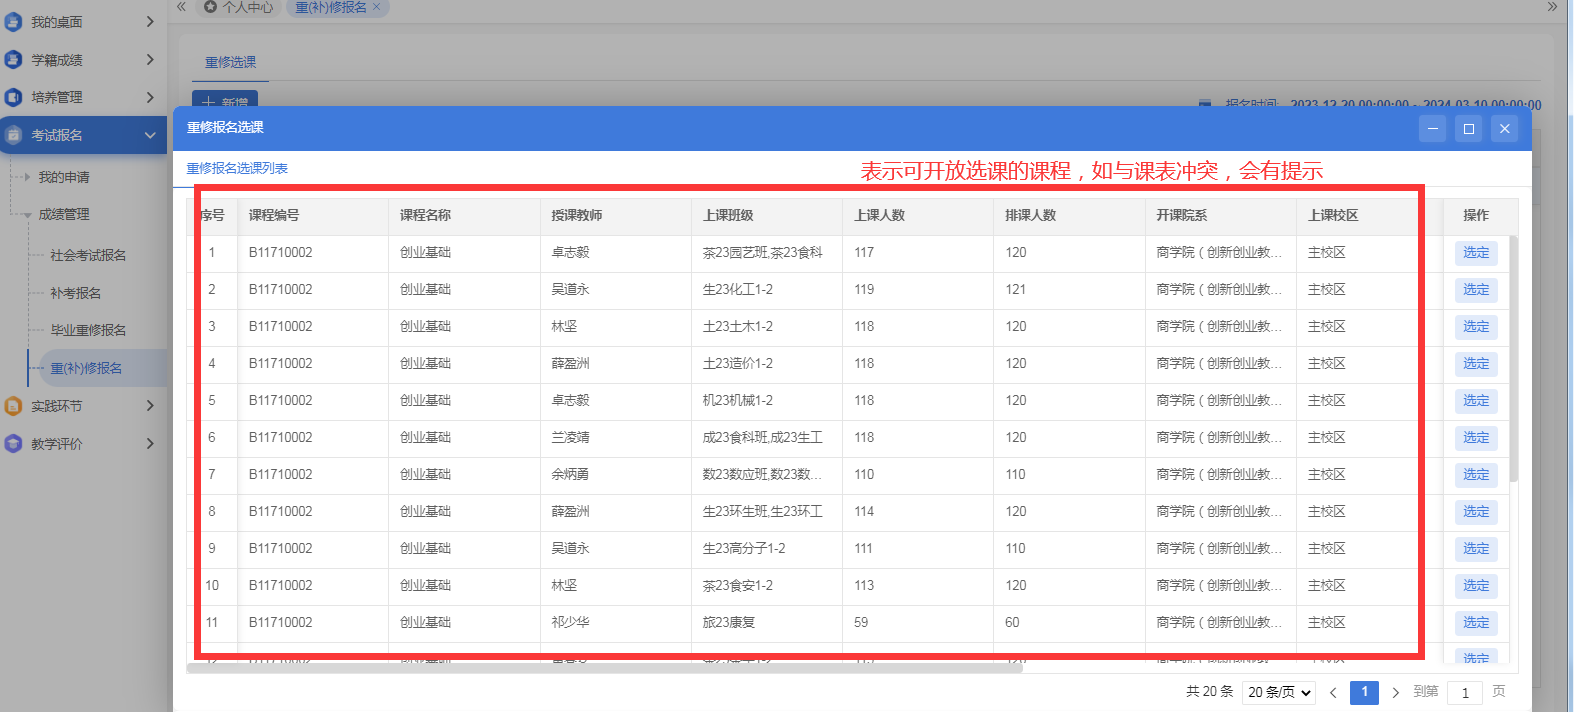 我的桌面
学籍成绩
培养管理
考试报名
我的申请
成绩管理
社会考试报名
补考报名
毕业重修报名
重(补)修报名
实践环节
教学评价
个人中心
重(补)修报名
重修选课
新增
报名时间: 2023-12-20 00:00:00 ~ 2024-03-10 00:00:00
重修报名选课
重修报名选课列表
表示可开放选课的课程，如与课表冲突，会有提示
序号 课程编号 课程名称 授课教师 上课班级 上课人数 排课人数 开课院系 上课校区 操作
1 B11710002 创业基础 卓志毅 茶23园艺班,茶23食科 117 120 商学院（创新创业教... 主校区 选定
2 B11710002 创业基础 吴道永 生23化工1-2 119 121 商学院（创新创业教... 主校区 选定
3 B11710002 创业基础 林坚 土23土木1-2 118 120 商学院（创新创业教... 主校区 选定
4 B11710002 创业基础 薛盈洲 土23造价1-2 118 120 商学院（创新创业教... 主校区 选定
5 B11710002 创业基础 卓志毅 机23机械1-2 118 120 商学院（创新创业教... 主校区 选定
6 B11710002 创业基础 兰凌靖 成23食科班,成23生工 118 120 商学院（创新创业教... 主校区 选定
7 B11710002 创业基础 余炳勇 数23数应班,数23数... 110 110 商学院（创新创业教... 主校区 选定
8 B11710002 创业基础 薛盈洲 生23环生班,生23环工 114 120 商学院（创新创业教... 主校区 选定
9 B11710002 创业基础 吴道永 生23高分子1-2 111 110 商学院（创新创业教... 主校区 选定
10 B11710002 创业基础 林坚 茶23食安1-2 113 120 商学院（创新创业教... 主校区 选定
11 B11710002 创业基础 祁少华 旅23康复 59 60 商学院（创新创业教... 主校区 选定
选定
共 20 条 20 条/页 1 到第 1 页